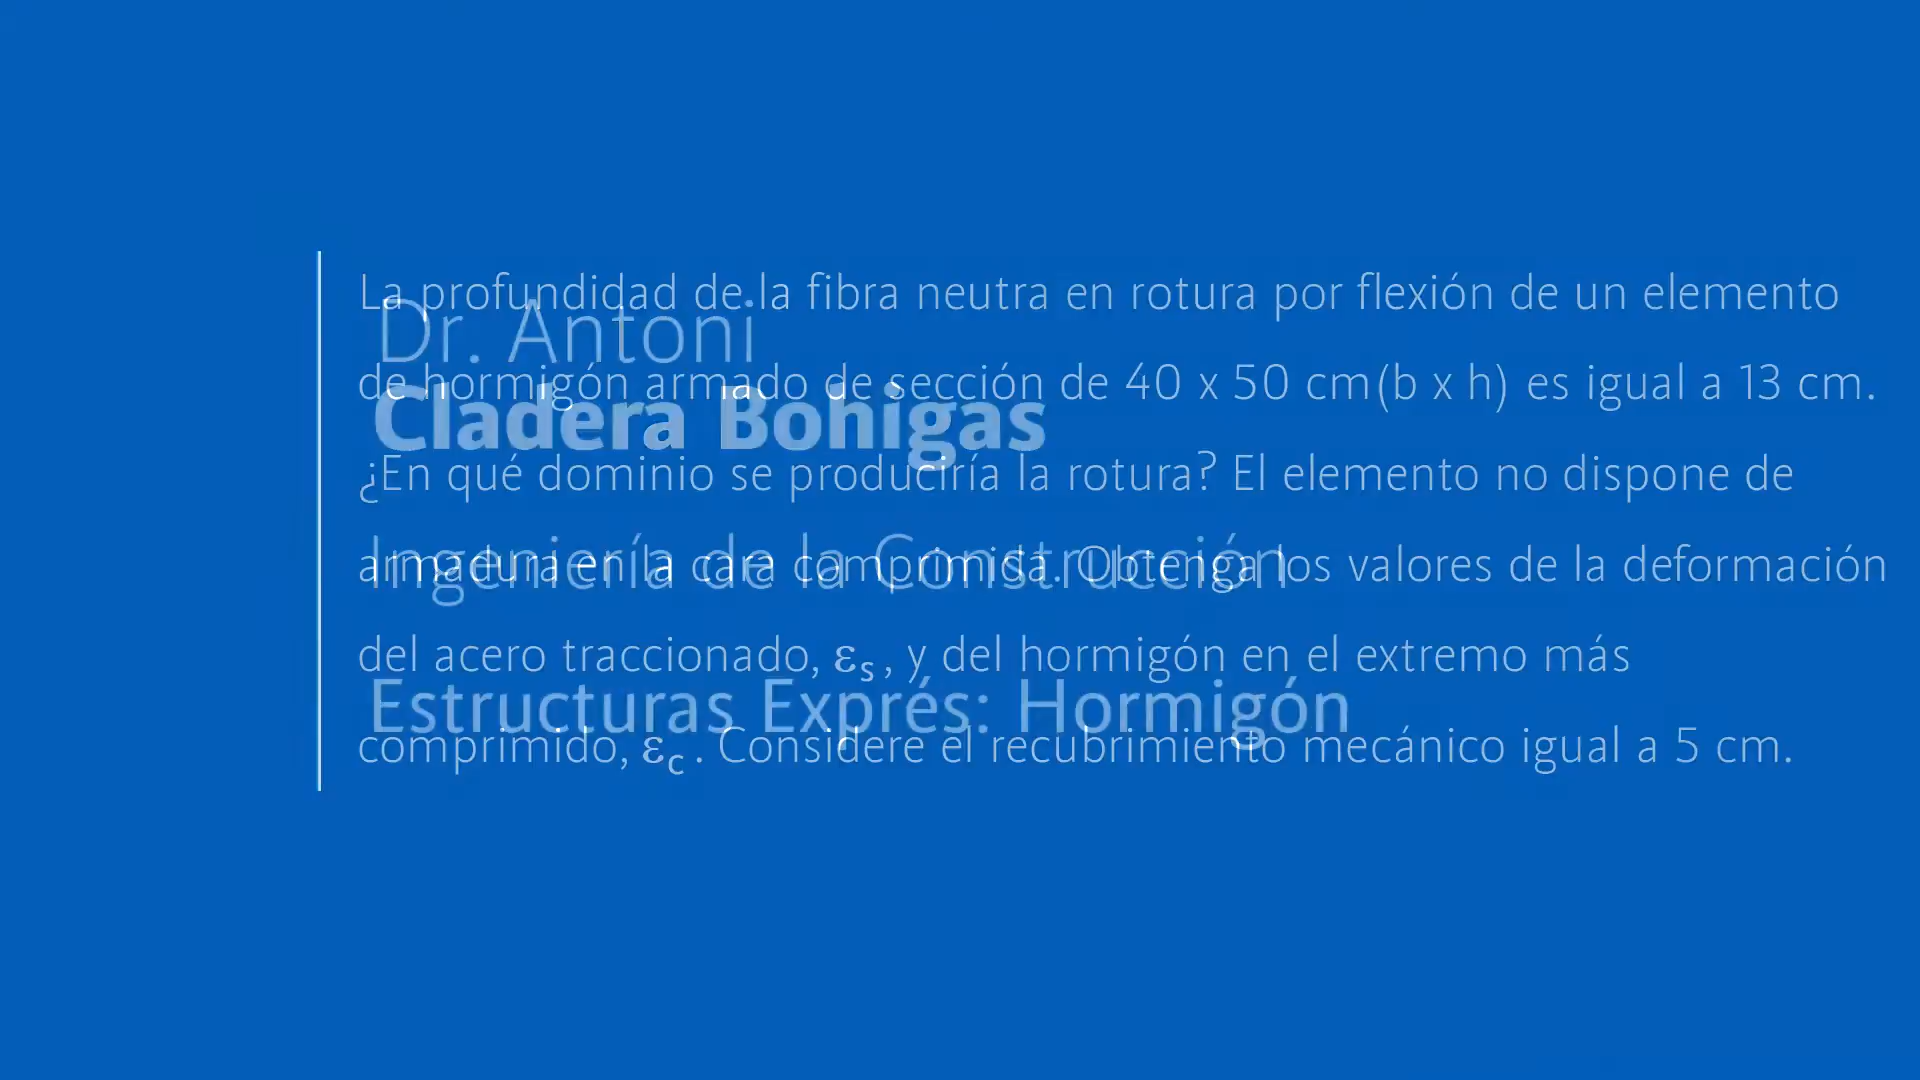 La profundidad de la fibra neutra en rotura por flexión de un elemento
de hormigón armado de sección de 40 x 50 cm(b x h) es igual a 13 cm.
¿En qué dominio se produciría la rotura? El elemento no dispone de
armadura en la cara comprimida. Obtenga los valores de la deformación
del acero traccionado, εs, y del hormigón en el extremo más
comprimido, εc. Considere el recubrimiento mecánico igual a 5 cm.
Dr. Antoni
Cladera Bohigas
Ingeniería de la Construcción
Estructuras Exprés: Hormigón